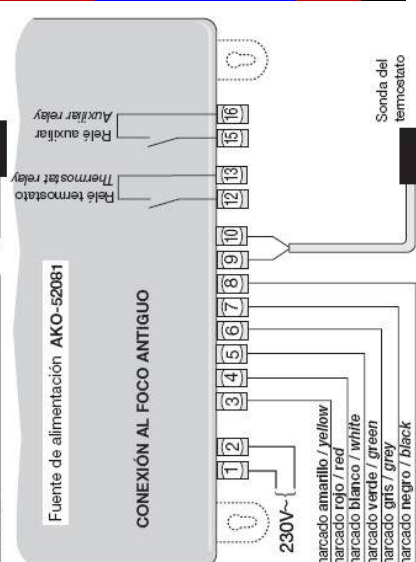 Fuente de alimentación AKO-52081
CONEXIÓN AL FOCO ANTIGUO
Relé termostato
Thermostat relay
Relé auxiliar
Auxiliar relay
1 2 3 4 5 6 7 8 9 10 12 13 15 16
230V~
marcado amarillo / yellow
marcado rojo / red
marcado blanco / white
marcado verde / green
marcado gris / grey
marcado negro / black
Sonda del
termostato